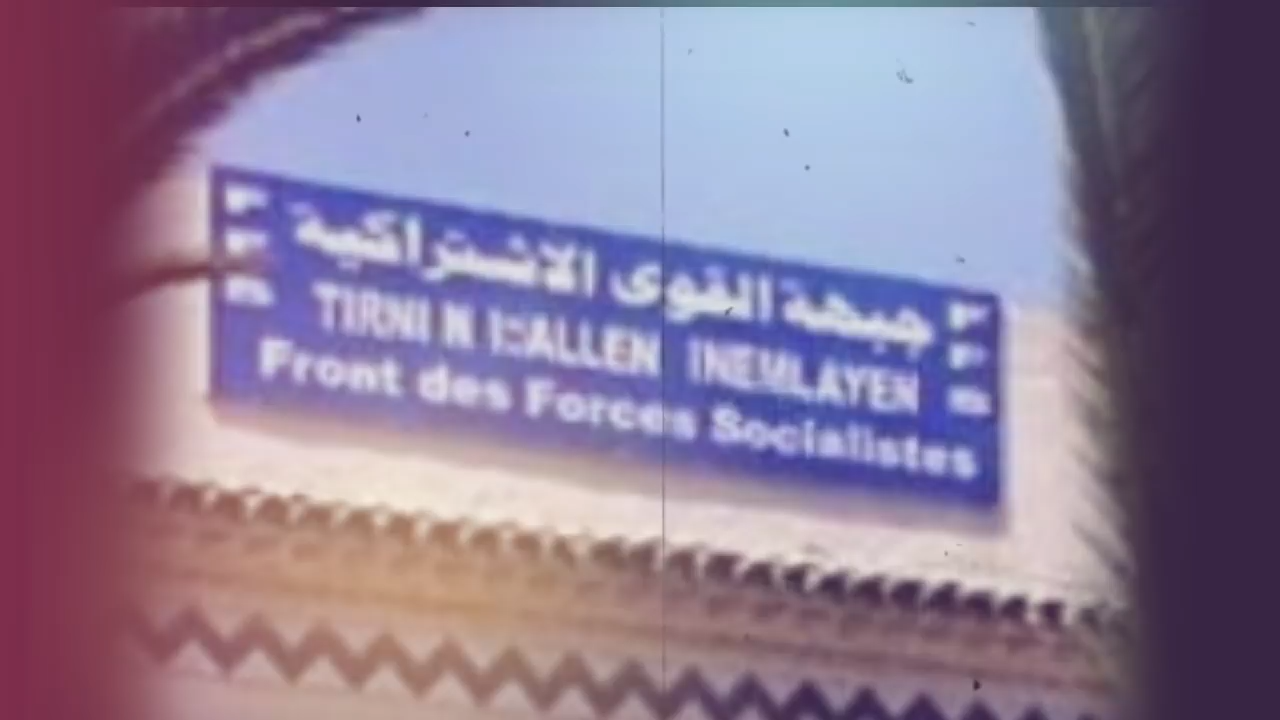 جبهة القوى الاشتراكية
TIRNI N INEMLAYEN
Front des Forces Socialistes